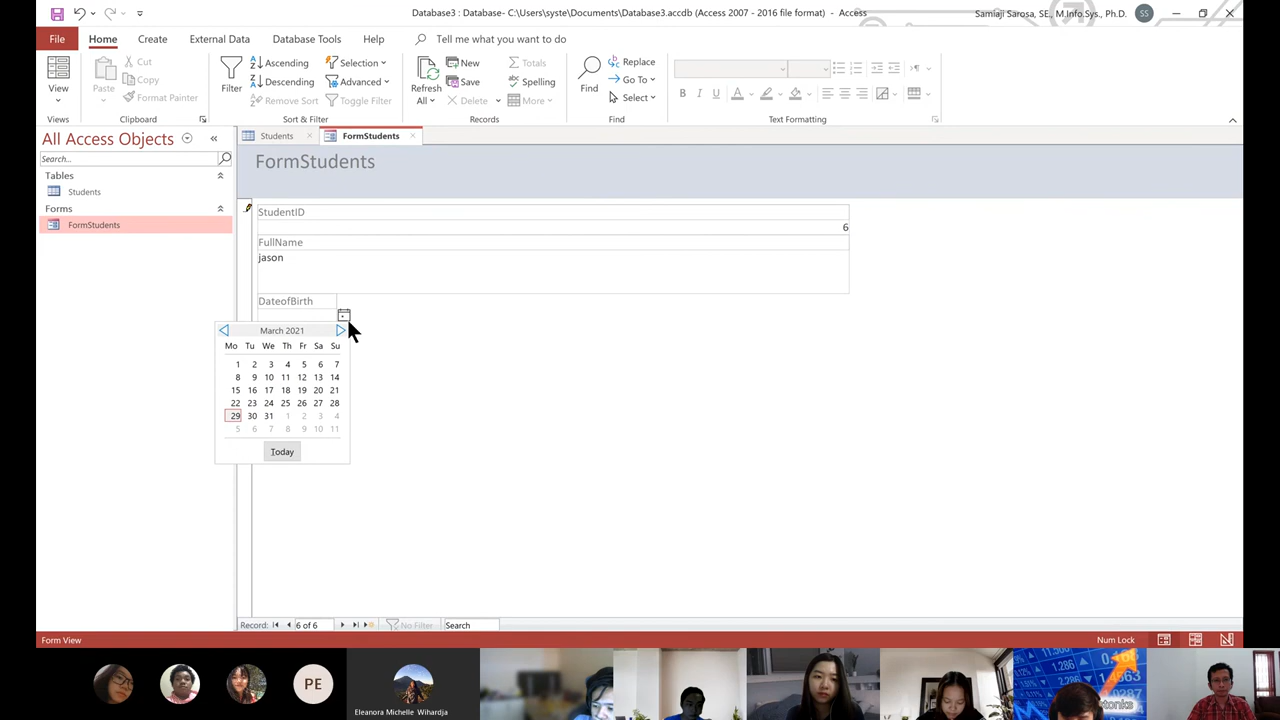 Database3 : Database- C:\Users\syste\Documents\Database3.accdb (Access 2007 - 2016 file format) - Access
Samiaji Sarosa, SE., M.Info.Sys., Ph.D.
SS
File Home Create External Data Database Tools Help Tell me what you want to do
View
Views
Paste
Cut
Copy
Format Painter
Clipboard
Filter
Ascending
Descending
Remove Sort
Selection
Advanced
Toggle Filter
Sort & Filter
Refresh
All
New
Save
Delete
Totals
Spelling
More
Records
Find
Replace
Go To
Select
Find
B I U A
Text Formatting
All Access Objects
Search...
Tables
Students
Forms
FormStudents
Students
FormStudents
FormStudents
StudentID
6
FullName
jason
DateofBirth
March 2021
Mo Tu We Th Fr Sa Su
1 2 3 4 5 6 7
8 9 10 11 12 13 14
15 16 17 18 19 20 21
22 23 24 25 26 27 28
29 30 31 1 2 3 4
5 6 7 8 9 10 11
Today
Record: 6 of 6 No Filter Search
Form View
Num Lock
PE
Eleanora Michelle Wihardja
1.286